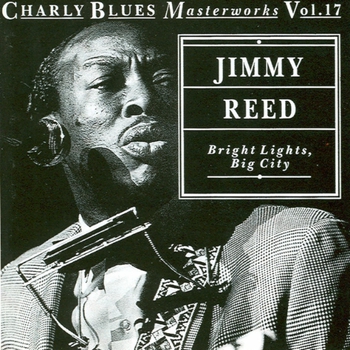 CHARLY BLUES Masterworks Vol.17
JIMMY
REED
Bright Lights,
Big City